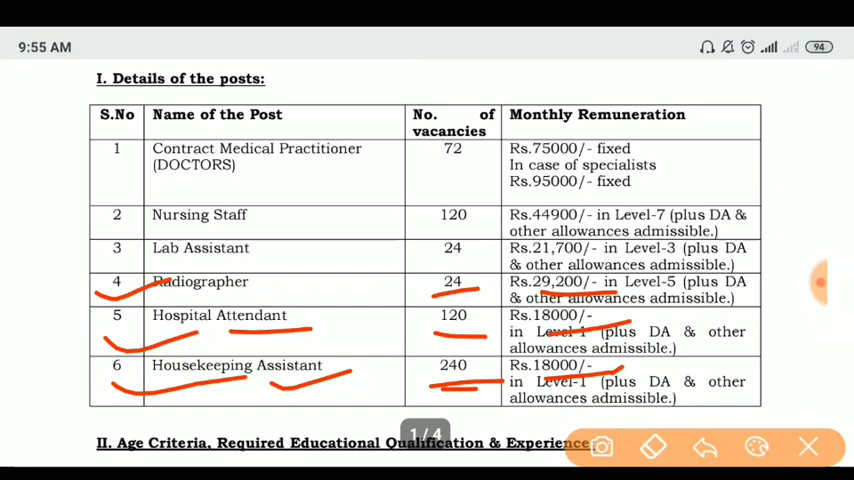 9:55 AM
94
I. Details of the posts:
S.No Name of the Post No. of Monthly Remuneration
vacancies
1 Contract Medical Practitioner 72 Rs.75000/- fixed
(DOCTORS) In case of specialists
Rs.95000/- fixed
2 Nursing Staff 120 Rs.44900/- in Level-7 (plus DA &
other allowances admissible.)
3 Lab Assistant 24 Rs.21,700/- in Level-3 (plus DA
& other allowances admissible.)
4 Radiographer 24 Rs.29,200/- in Level-5 (plus DA
& other allowances admissible.)
5 Hospital Attendant 120 Rs.18000/-
in Level-1 (plus DA & other
allowances admissible.)
6 Housekeeping Assistant 240 Rs.18000/-
in Level-1 (plus DA & other
allowances admissible.)
1/4
II. Age Criteria, Required Educational Qualification & Experience